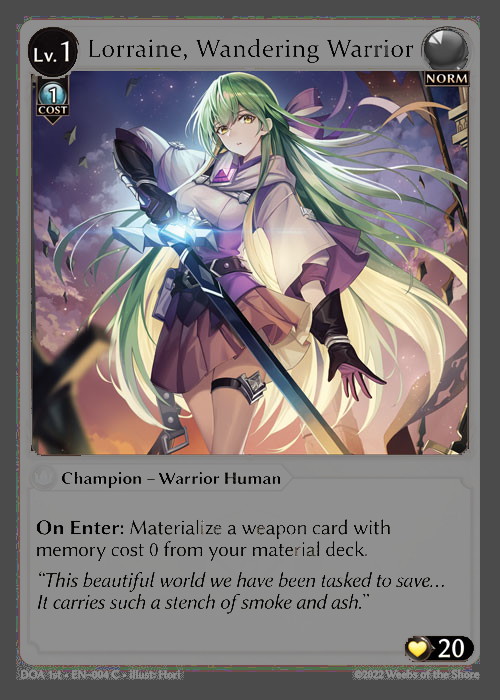 Lv. 1
Lorraine, Wandering Warrior
NORM
1
COST
Champion – Warrior Human
On Enter: Materialize a weapon card with
memory cost 0 from your material deck.
“This beautiful world we have been tasked to save…
It carries such a stench of smoke and ash.”
20
DOA 1st • EN-004 C • illust: Hori
©2022 Weebs of the Shore